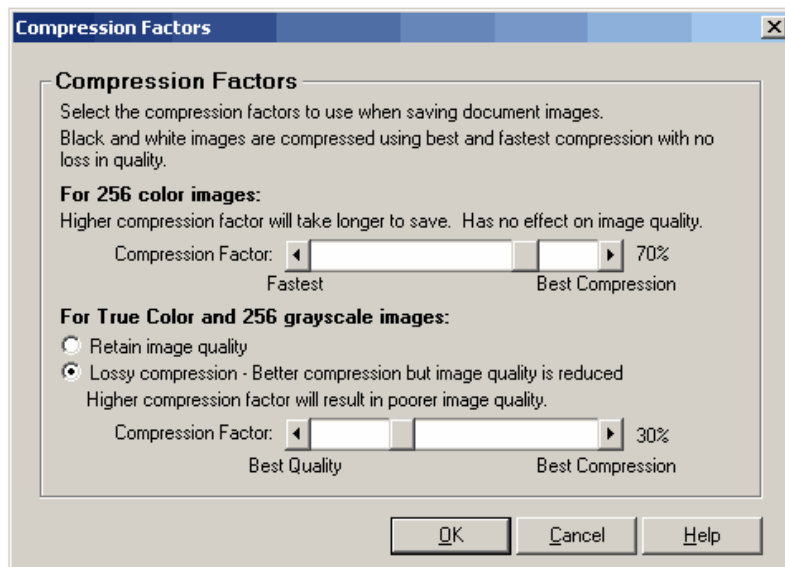 Compression Factors
Compression Factors
Select the compression factors to use when saving document images.
Black and white images are compressed using best and fastest compression with no
loss in quality.
For 256 color images:
Higher compression factor will take longer to save.  Has no effect on image quality.
Compression Factor: 70%
Fastest Best Compression
For True Color and 256 grayscale images:
Retain image quality
Lossy compression - Better compression but image quality is reduced
Higher compression factor will result in poorer image quality.
Compression Factor: 30%
Best Quality Best Compression
OK Cancel Help